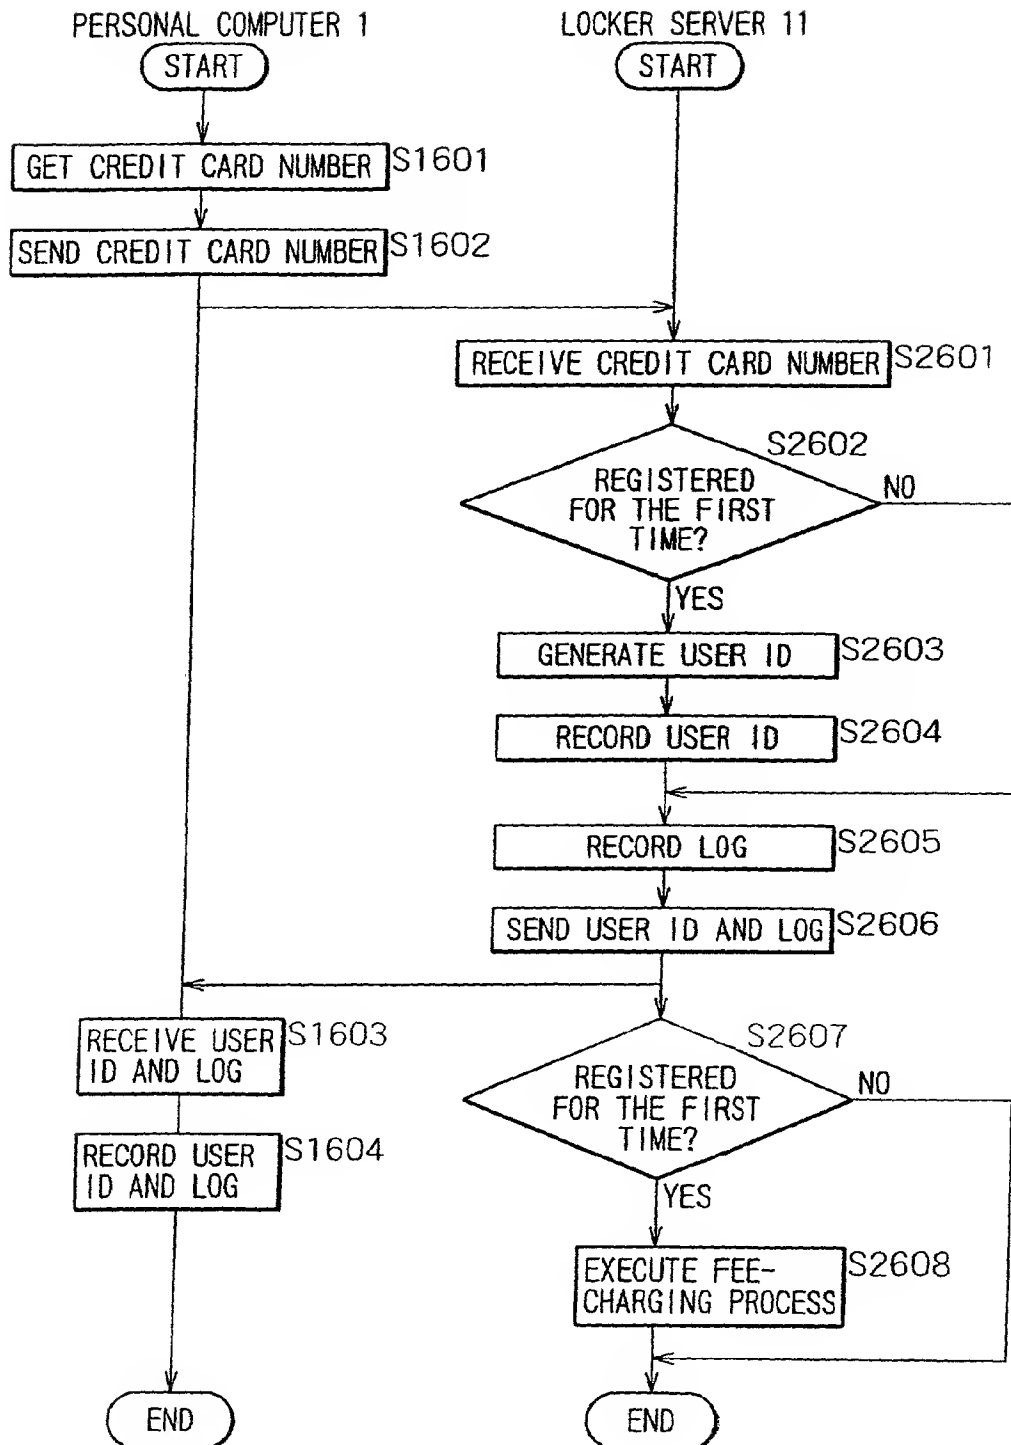 PERSONAL COMPUTER 1
LOCKER SERVER 11
START
START
GET CREDIT CARD NUMBER
S1601
SEND CREDIT CARD NUMBER
S1602
RECEIVE CREDIT CARD NUMBER
S2601
S2602
REGISTERED
FOR THE FIRST
TIME?
NO
YES
GENERATE USER ID
S2603
RECORD USER ID
S2604
RECORD LOG
S2605
SEND USER ID AND LOG
S2606
RECEIVE USER
ID AND LOG
S1603
S2607
REGISTERED
FOR THE FIRST
TIME?
NO
RECORD USER
ID AND LOG
S1604
YES
EXECUTE FEE-
CHARGING PROCESS
S2608
END
END